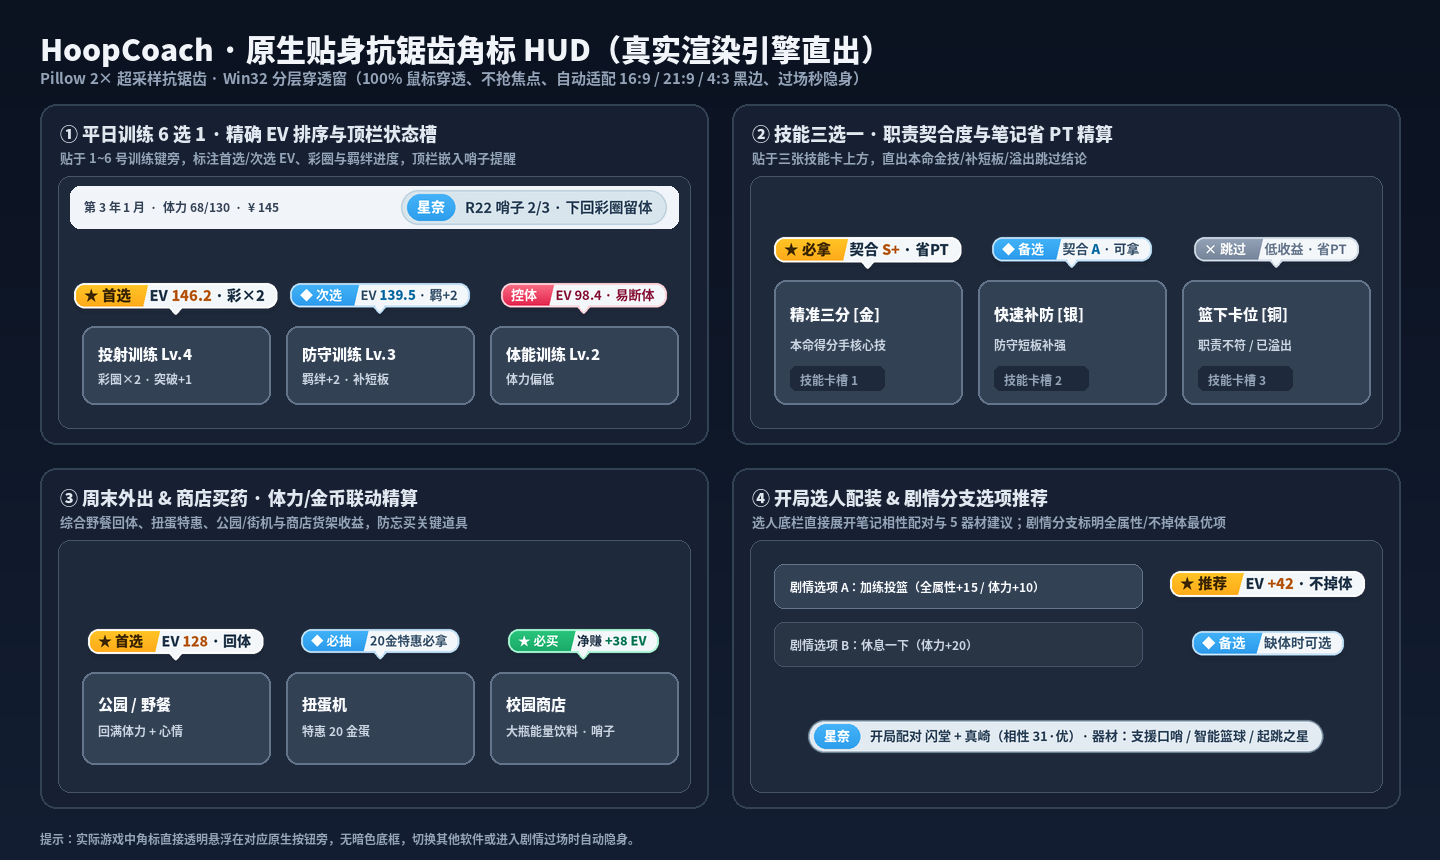 HoopCoach · 原生贴身抗锯齿角标 HUD（真实渲染引擎直出）
Pillow 2× 超采样抗锯齿 · Win32 分层穿透窗（100% 鼠标穿透、不抢焦点、自动适配 16:9 / 21:9 / 4:3 黑边、过场秒隐身）
① 平日训练 6 选 1 · 精确 EV 排序与顶栏状态槽
贴于 1~6 号训练键旁，标注首选/次选 EV、彩圈与羁绊进度，顶栏嵌入哨子提醒
第 3 年 1 月 · 体力 68/130 · ¥ 145
星奈 R22 哨子 2/3 · 下回彩圈留体
★ 首选 EV 146.2 · 彩×2
◆ 次选 EV 139.5 · 羁+2
控体 EV 98.4 · 易断体
投射训练 Lv.4
彩圈×2 · 突破+1
防守训练 Lv.3
羁绊+2 · 补短板
体能训练 Lv.2
体力偏低
② 技能三选一 · 职责契合度与笔记省 PT 精算
贴于三张技能卡上方，直出本命金技/补短板/溢出跳过结论
★ 必拿 契合 S+ · 省PT
◆ 备选 契合 A · 可拿
× 跳过 低收益 · 省PT
精准三分 [金]
本命得分手核心技
技能卡槽 1
快速补防 [银]
防守短板补强
技能卡槽 2
篮下卡位 [铜]
职责不符 / 已溢出
技能卡槽 3
③ 周末外出 & 商店买药 · 体力/金币联动精算
综合野餐回体、扭蛋特惠、公园/街机与商店货架收益，防忘买关键道具
★ 首选 EV 128 · 回体
◆ 必抽 20金特惠必拿
★ 必买 净赚 +38 EV
公园 / 野餐
回满体力 + 心情
扭蛋机
特惠 20 金蛋
校园商店
大瓶能量饮料 · 哨子
④ 开局选人配装 & 剧情分支选项推荐
选人底栏直接展开笔记相性配对与 5 器材建议；剧情分支标明全属性/不掉体最优项
剧情选项 A：加练投篮（全属性+15 / 体力+10）
★ 推荐 EV +42 · 不掉体
剧情选项 B：休息一下（体力+20）
◆ 备选 缺体时可选
星奈 开局配对 闪堂 + 真崎（相性 31·优）· 器材：支援口哨 / 智能篮球 / 起跳之星
提示：实际游戏中角标直接透明悬浮在对应原生按钮旁，无暗色底框，切换其他软件或进入剧情过场时自动隐身。